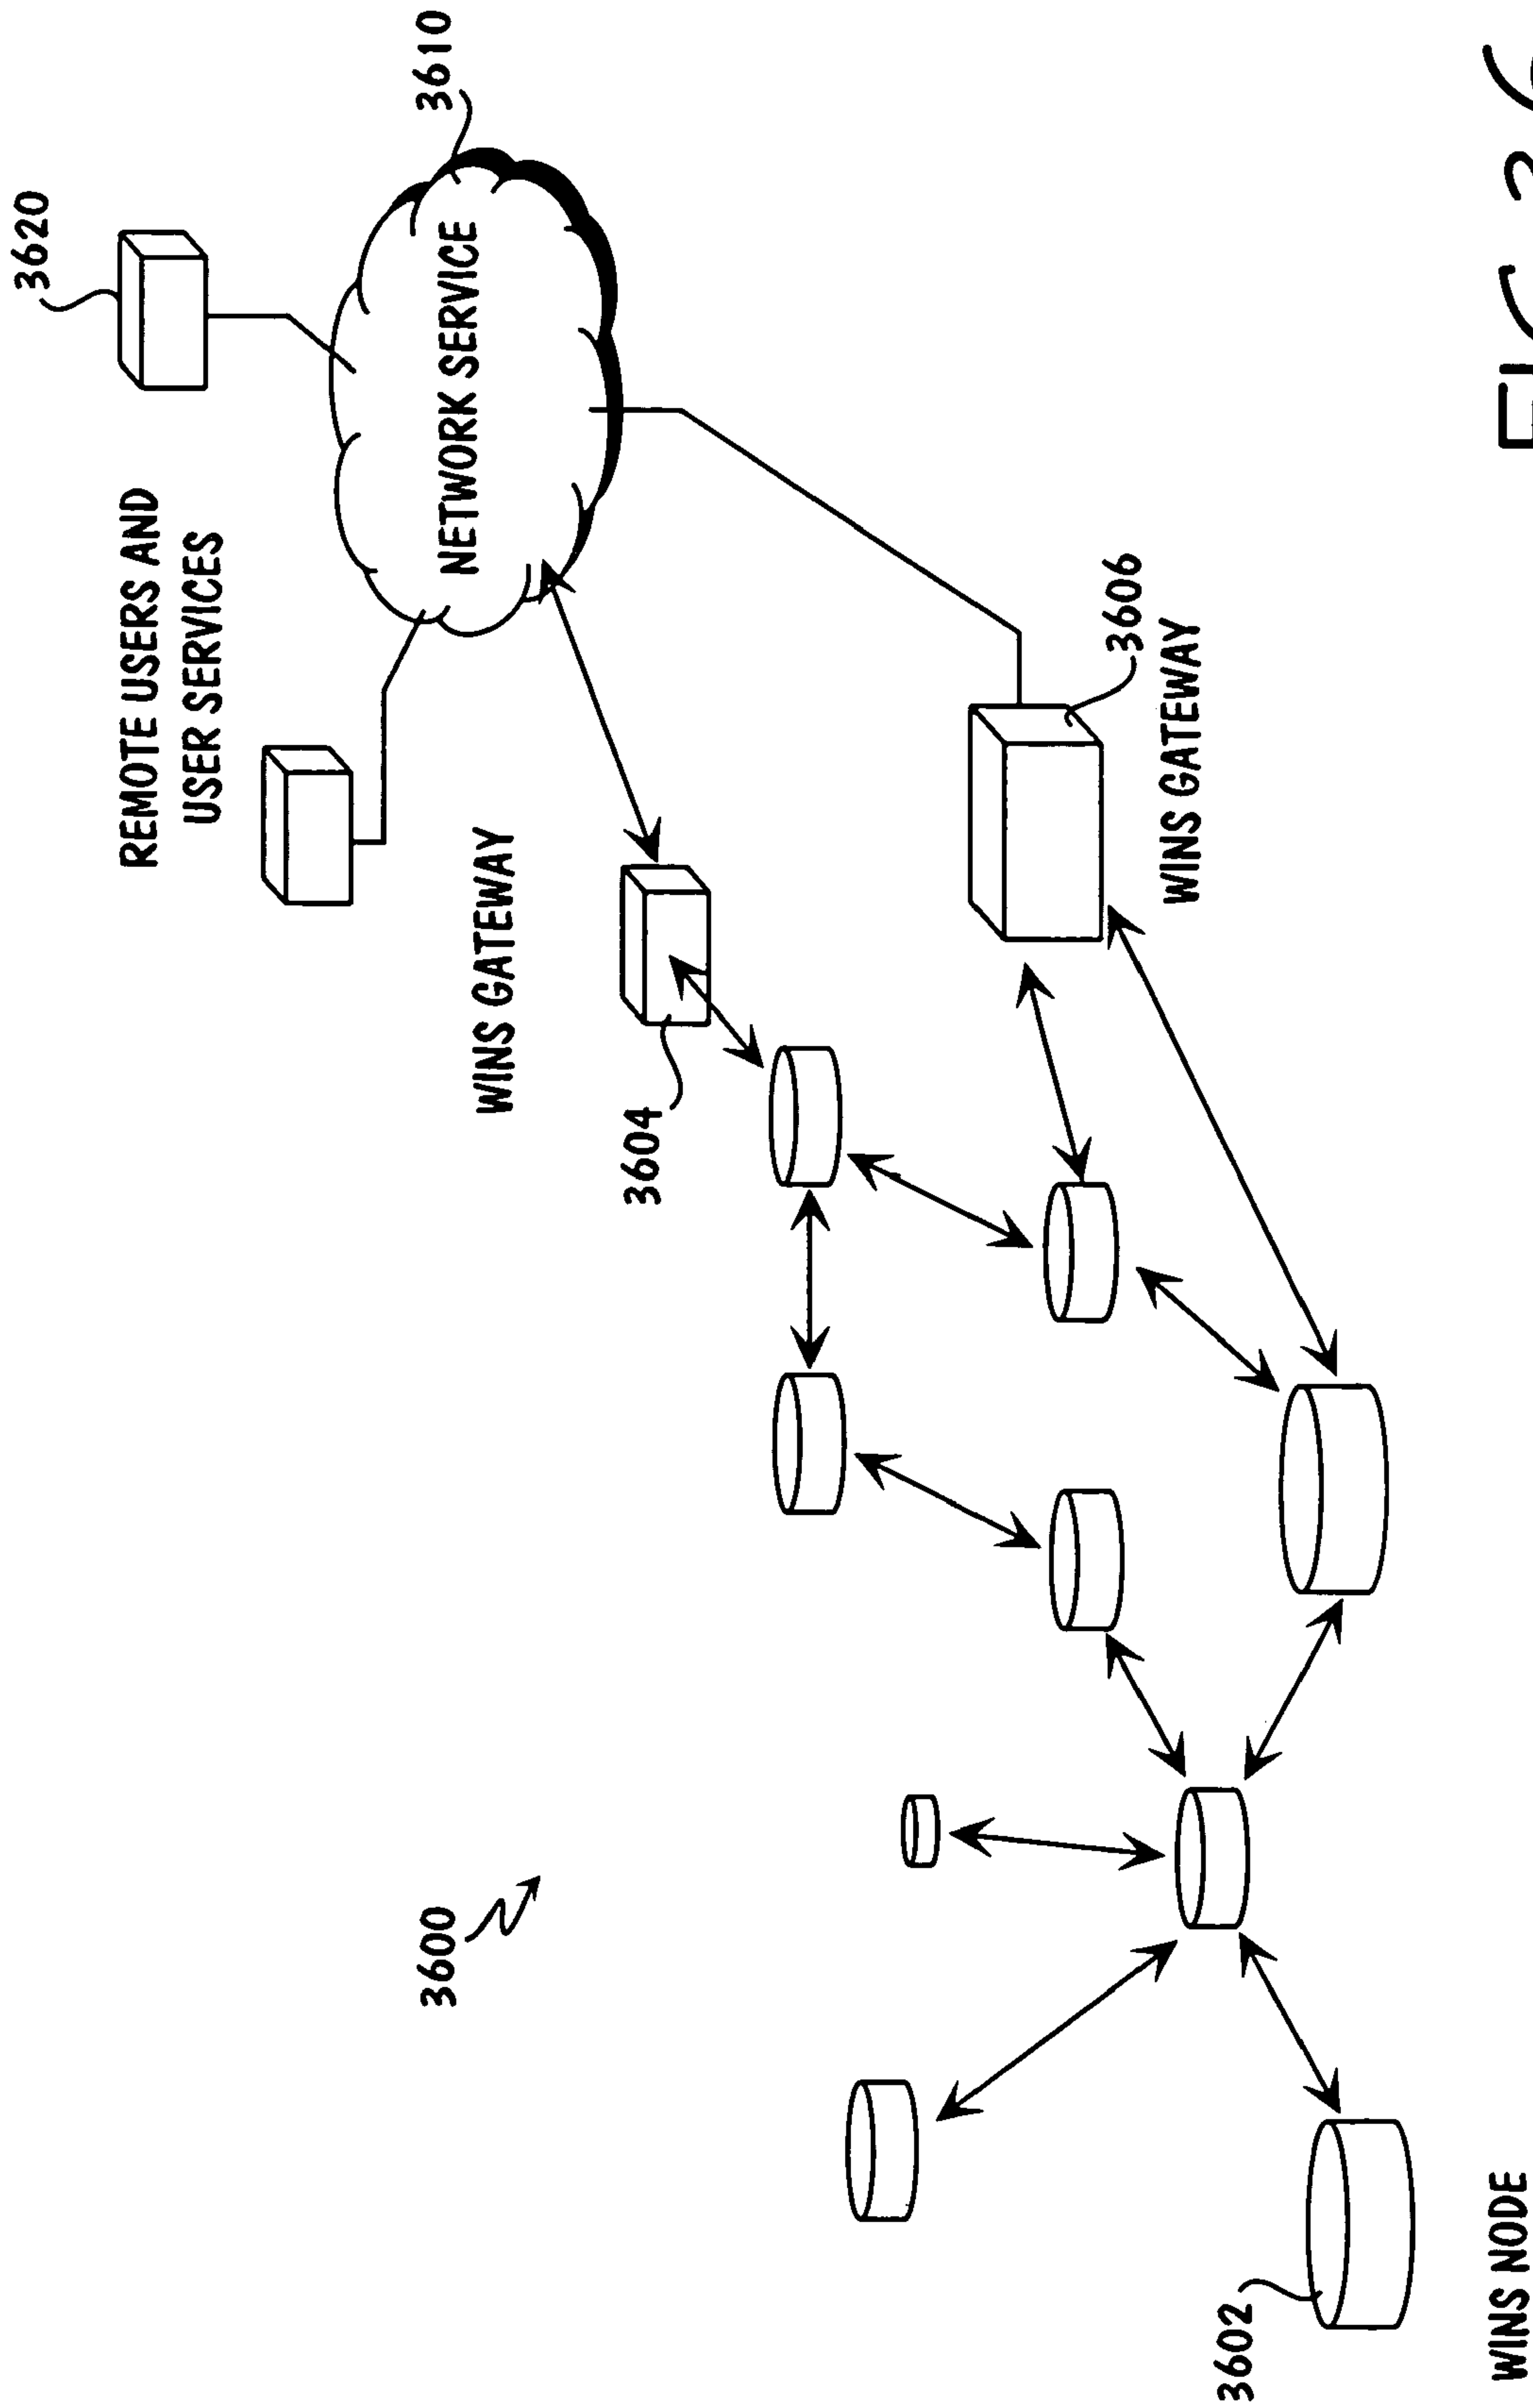 3620
3610
REMOTE USERS AND
USER SERVICES
NETWORK SERVICE
WINS GATEWAY
3604
3606
WINS GATEWAY
3600
3602
WINS NODE